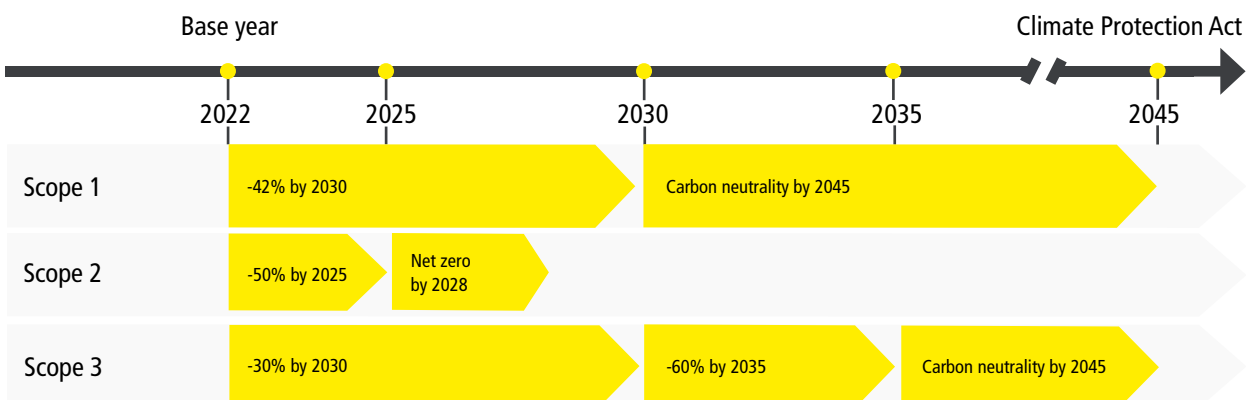 Base year
Climate Protection Act
2022
2025
2030
2035
2045
Scope 1
-42% by 2030
Carbon neutrality by 2045
Scope 2
-50% by 2025
Net zero
by 2028
Scope 3
-30% by 2030
-60% by 2035
Carbon neutrality by 2045